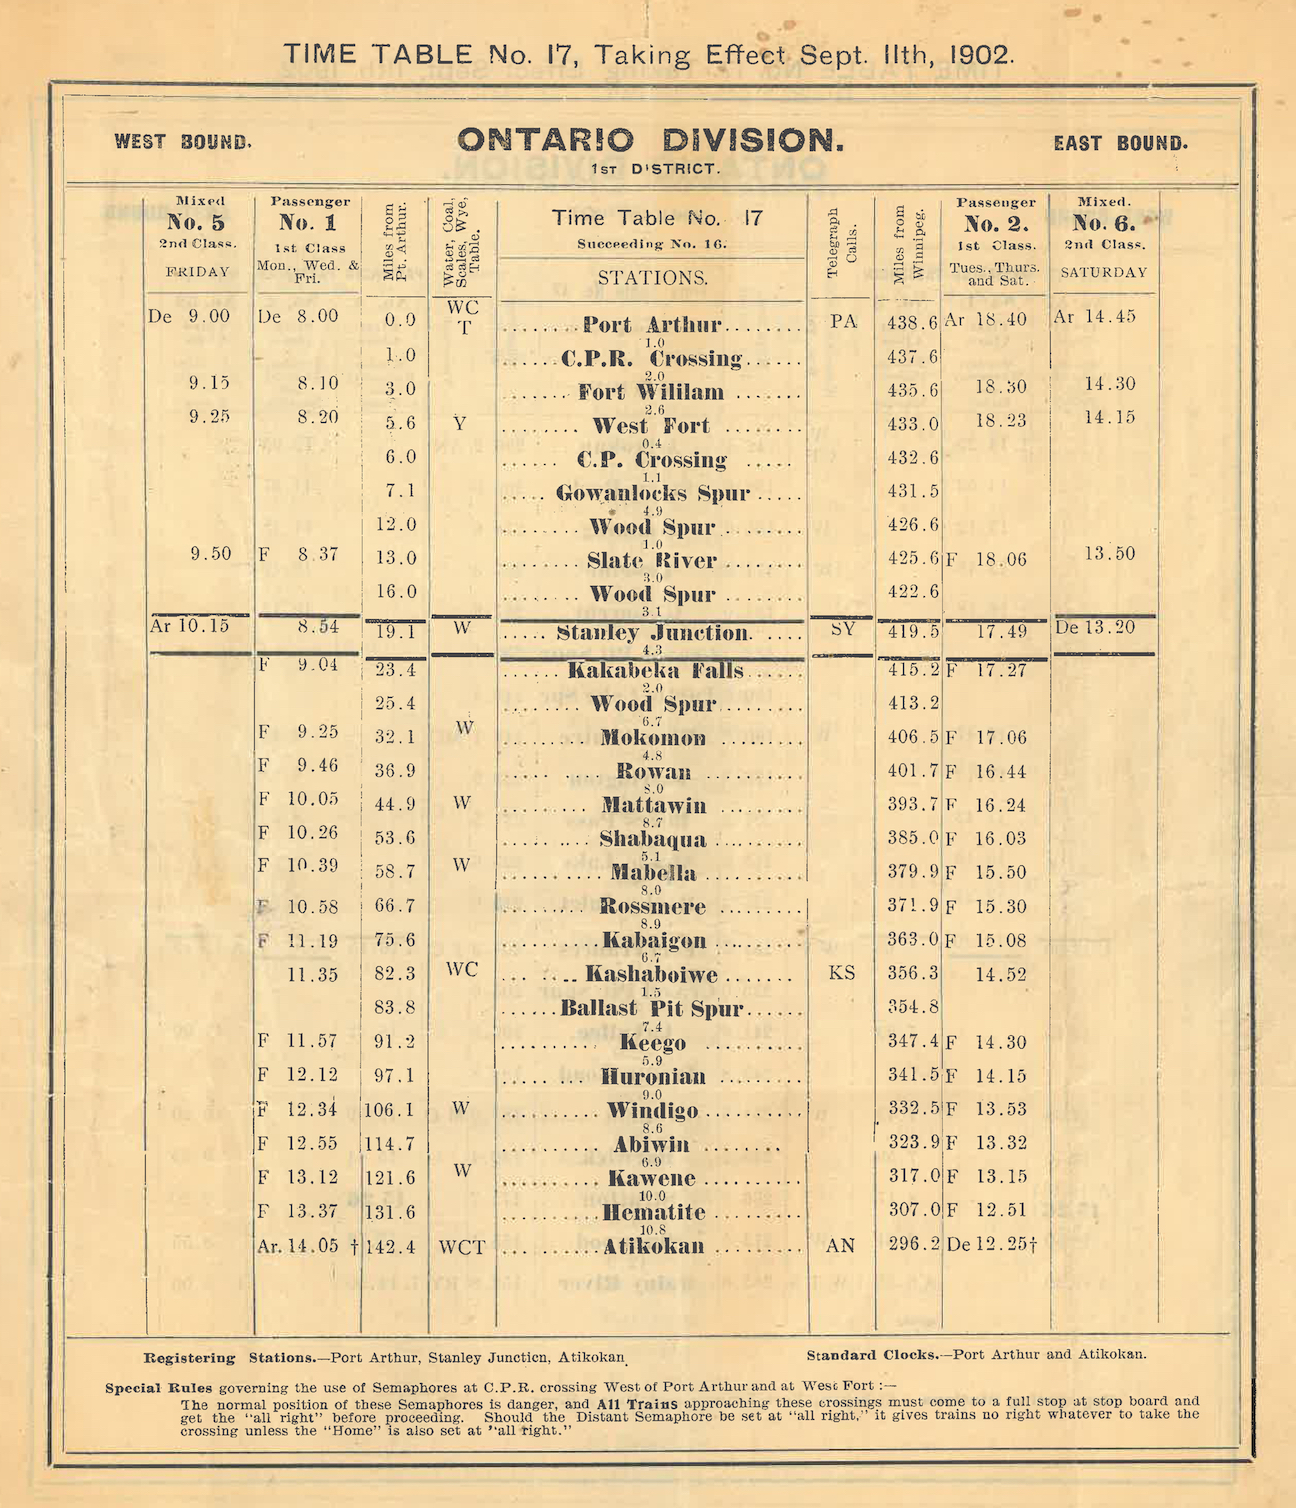 TIME TABLE No. 17, Taking Effect Sept. 11th, 1902.
WEST BOUND.
ONTARIO DIVISION.
EAST BOUND.
1ST DISTRICT.
Mixed No. 5 2nd Class. FRIDAY
Passenger No. 1 1st Class Mon., Wed. & Fri.
Miles from Pt. Arthur.
Water, Coal, Scales, Wye, Table.
Time Table No. 17
Succeeding No. 16.
STATIONS.
Telegraph Calls.
Miles from Winnipeg.
Passenger No. 2. 1st Class. Tues., Thurs. and Sat.
Mixed. No. 6. 2nd Class. SATURDAY
De 9.00 De 8.00 0.0 WC T ........Port Arthur........ PA 438.6 Ar 18.40 Ar 14.45
1.0
1.0 ......C.P.R. Crossing...... 437.6
2.0
9.15 8.10 3.0 ........Fort Wililam ....... 435.6 18.30 14.30
2.6
9.25 8.20 5.6 Y ........ West Fort ........ 433.0 18.23 14.15
0.4
6.0 ...... C.P. Crossing ..... 432.6
1.1
7.1 ..... Gowanlocks Spur ..... 431.5
4.9
12.0 ........ Wood Spur ........ 426.6
1.0
9.50 F 8.37 13.0 ........ Slate River ........ 425.6 F 18.06 13.50
3.0
16.0 ........ Wood Spur ........ 422.6
3.1
Ar 10.15 8.54 19.1 W ..... Stanley Junction. .... SY 419.5 17.49 De 13.20
4.3
F 9.04 23.4 ...... Kakabeka Falls...... 415.2 F 17.27
2.0
25.4 ........ Wood Spur ........ 413.2
6.7
F 9.25 32.1 W ......... Mokomon ......... 406.5 F 17.06
4.8
F 9.46 36.9 ..... .... Rowan .......... 401.7 F 16.44
8.0
F 10.05 44.9 W ......... Mattawin ......... 393.7 F 16.24
8.7
F 10.26 53.6 ..... .... Shabaqua .......... 385.0 F 16.03
5.1
F 10.39 58.7 W .......... Mabella .......... 379.9 F 15.50
8.0
F 10.58 66.7 ......... Rossmere ......... 371.9 F 15.30
8.9
F 11.19 75.6 ..........Kabaigon .......... 363.0 F 15.08
6.7
11.35 82.3 WC ... .... Kashaboiwe ....... KS 356.3 14.52
1.5
83.8 ......Ballast Pit Spur...... 354.8
7.4
F 11.57 91.2 .......... Keego .......... 347.4 F 14.30
5.9
F 12.12 97.1 ..... ... Huronian ......... 341.5 F 14.15
9.0
F 12.34 106.1 W .......... Windigo .......... 332.5 F 13.53
8.6
F 12.55 114.7 .......... Abiwin ........ 323.9 F 13.32
6.9
F 13.12 121.6 W .......... Kawene .......... 317.0 F 13.15
10.0
F 13.37 131.6 ..........Hematite ......... 307.0 F 12.51
10.8
Ar. 14.05 † 142.4 WCT ..........Atikokan ......... AN 296.2 De 12.25†
Registering Stations.—Port Arthur, Stanley Juncticn, Atikokan.
Standard Clocks.—Port Arthur and Atikokan.
Special Rules governing the use of Semaphores at C.P.R. crossing West of Port Arthur and at West Fort :—
The normal position of these Semaphores is danger, and All Trains approaching these crossings must come to a full stop at stop board and
get the "all right" before proceeding. Should the Distant Semaphore be set at "all right," it gives trains no right whatever to take the
crossing unless the "Home" is also set at "all right."